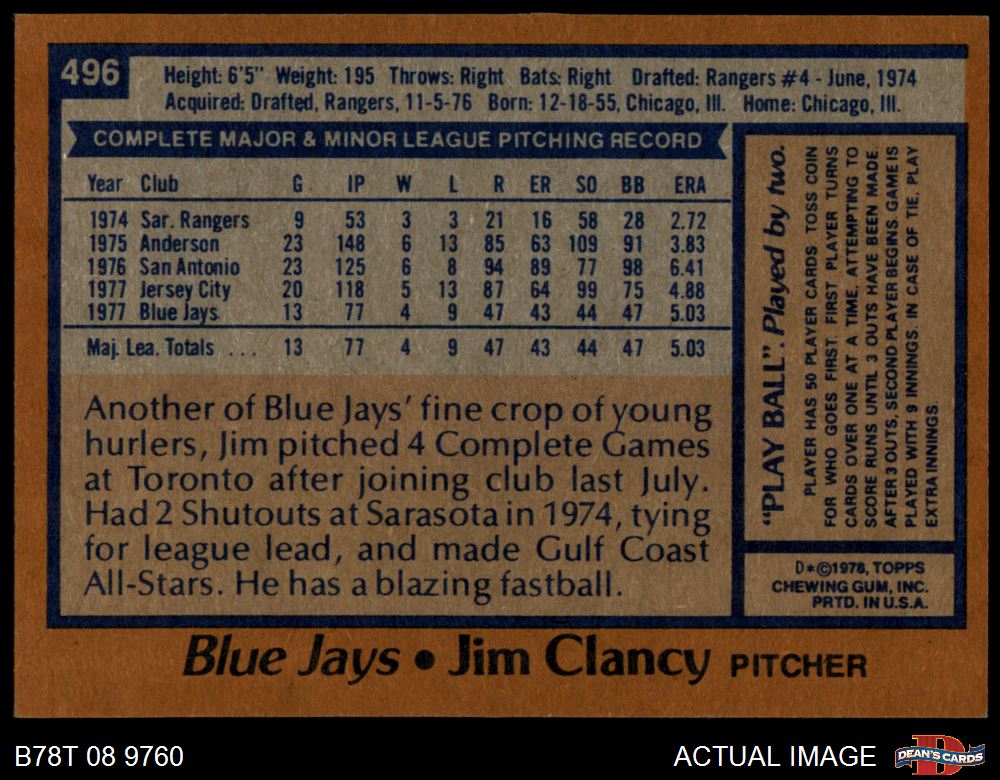 496
Height: 6'5" Weight: 195 Throws: Right Bats: Right Drafted: Rangers #4 - June, 1974
Acquired: Drafted, Rangers, 11-5-76 Born: 12-18-55, Chicago, Ill. Home: Chicago, Ill.
COMPLETE MAJOR & MINOR LEAGUE PITCHING RECORD
Year Club G IP W L R ER SO BB ERA
1974 Sar. Rangers 9 53 3 3 21 16 58 28 2.72
1975 Anderson 23 148 6 13 85 63 109 91 3.83
1976 San Antonio 23 125 6 8 94 89 77 98 6.41
1977 Jersey City 20 118 5 13 87 64 99 75 4.88
1977 Blue Jays 13 77 4 9 47 43 44 47 5.03
Maj. Lea. Totals . . . 13 77 4 9 47 43 44 47 5.03
Another of Blue Jays' fine crop of young
hurlers, Jim pitched 4 Complete Games
at Toronto after joining club last July.
Had 2 Shutouts at Sarasota in 1974, tying
for league lead, and made Gulf Coast
All-Stars. He has a blazing fastball.
"PLAY BALL". Played by two.
PLAYER HAS 50 PLAYER CARDS TOSS COIN
FOR WHO GOES FIRST. FIRST PLAYER TURNS
CARDS OVER ONE AT A TIME, ATTEMPTING TO
SCORE RUNS UNTIL 3 OUTS HAVE BEEN MADE.
AFTER 3 OUTS, SECOND PLAYER BEGINS. GAME IS
PLAYED WITH 9 INNINGS. IN CASE OF TIE, PLAY
EXTRA INNINGS.
D*©1978, TOPPS
CHEWING GUM, INC.
PRTD. IN U.S.A.
Blue Jays • Jim Clancy PITCHER
B78T 08 9760
ACTUAL IMAGE
D
DEAN'S CARDS